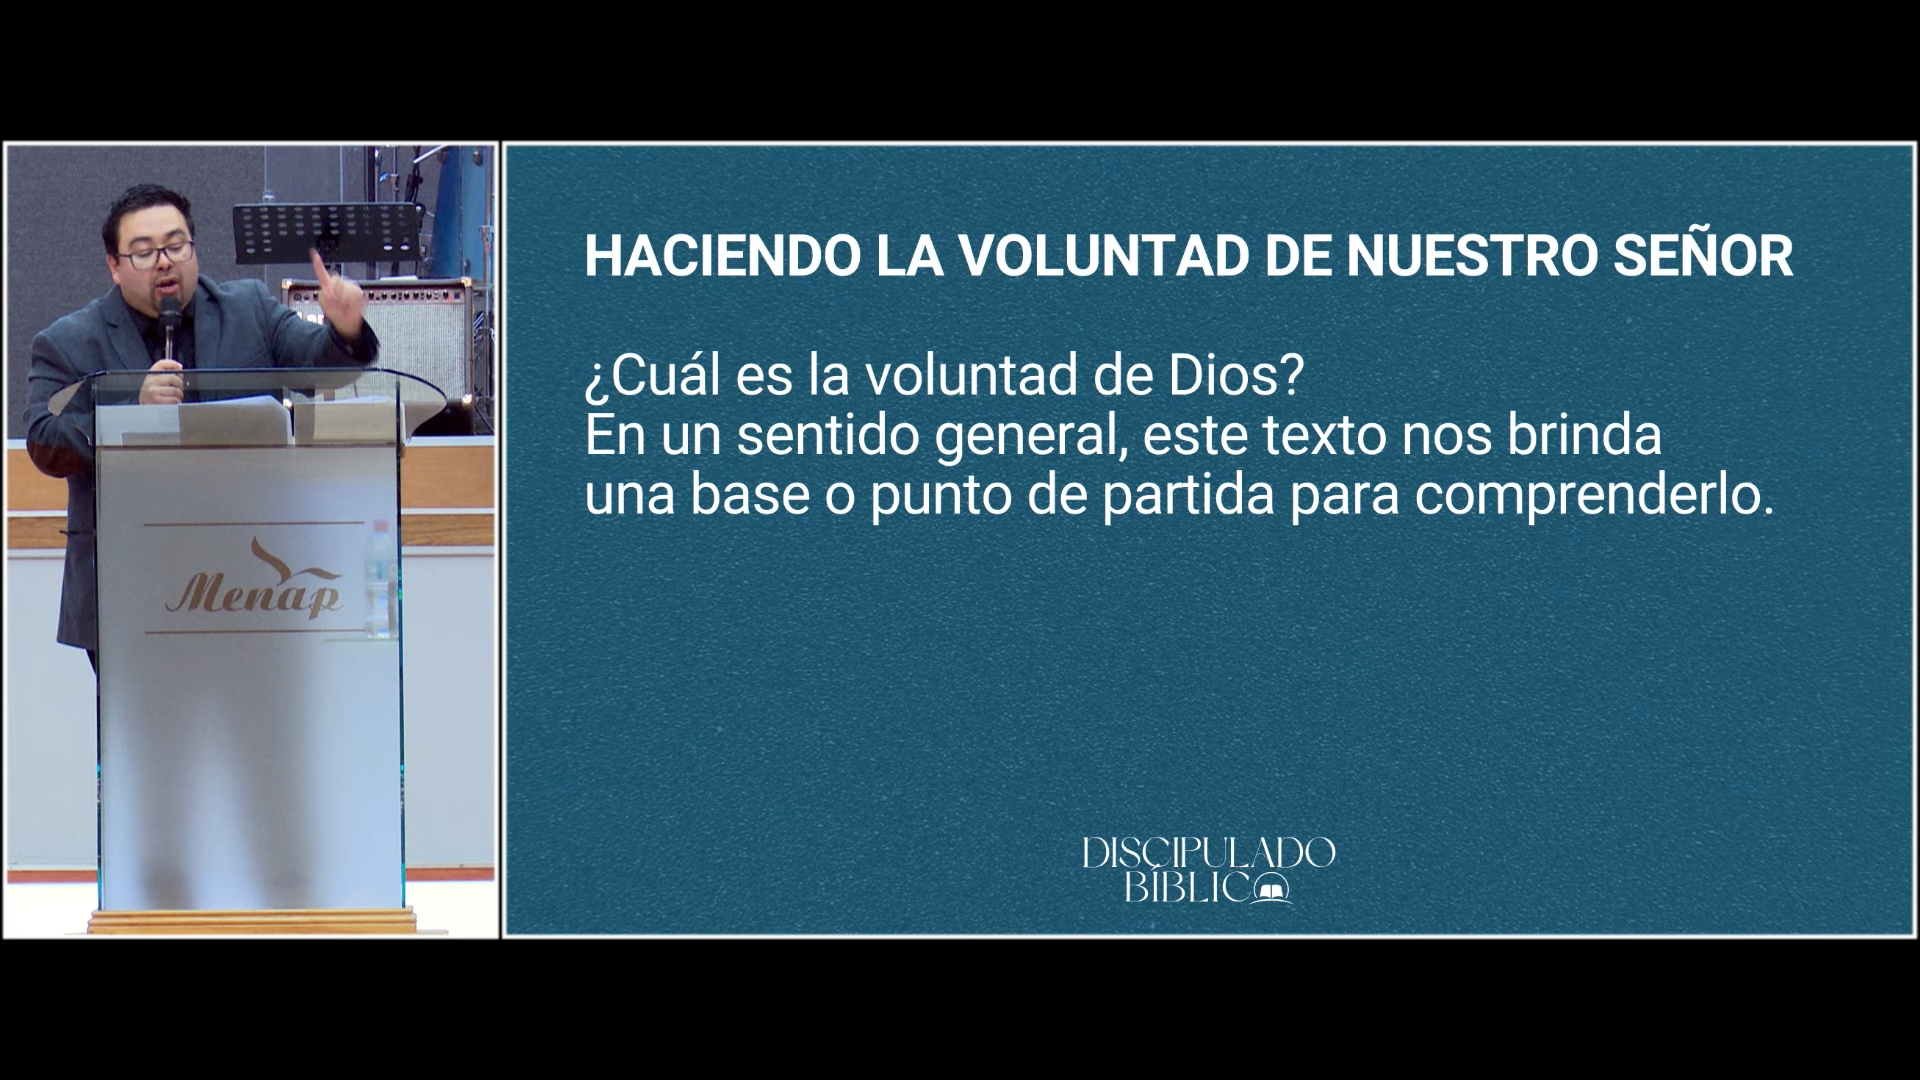 HACIENDO LA VOLUNTAD DE NUESTRO SEÑOR
¿Cuál es la voluntad de Dios?
En un sentido general, este texto nos brinda
una base o punto de partida para comprenderlo.
Menap
DISCIPULADO
BÍBLICO